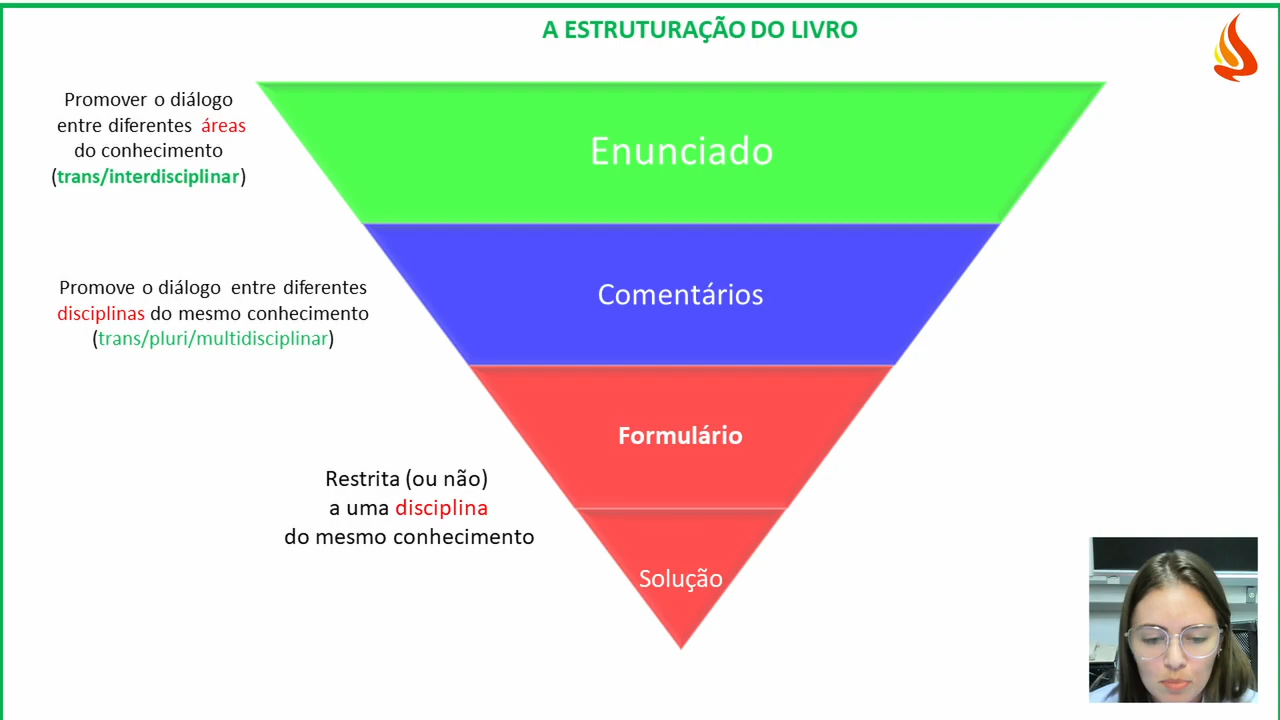 A ESTRUTURAÇÃO DO LIVRO
Promover o diálogo
entre diferentes áreas
do conhecimento
(trans/interdisciplinar)
Enunciado
Promove o diálogo entre diferentes
disciplinas do mesmo conhecimento
(trans/pluri/multidisciplinar)
Comentários
Formulário
Restrita (ou não)
a uma disciplina
do mesmo conhecimento
Solução